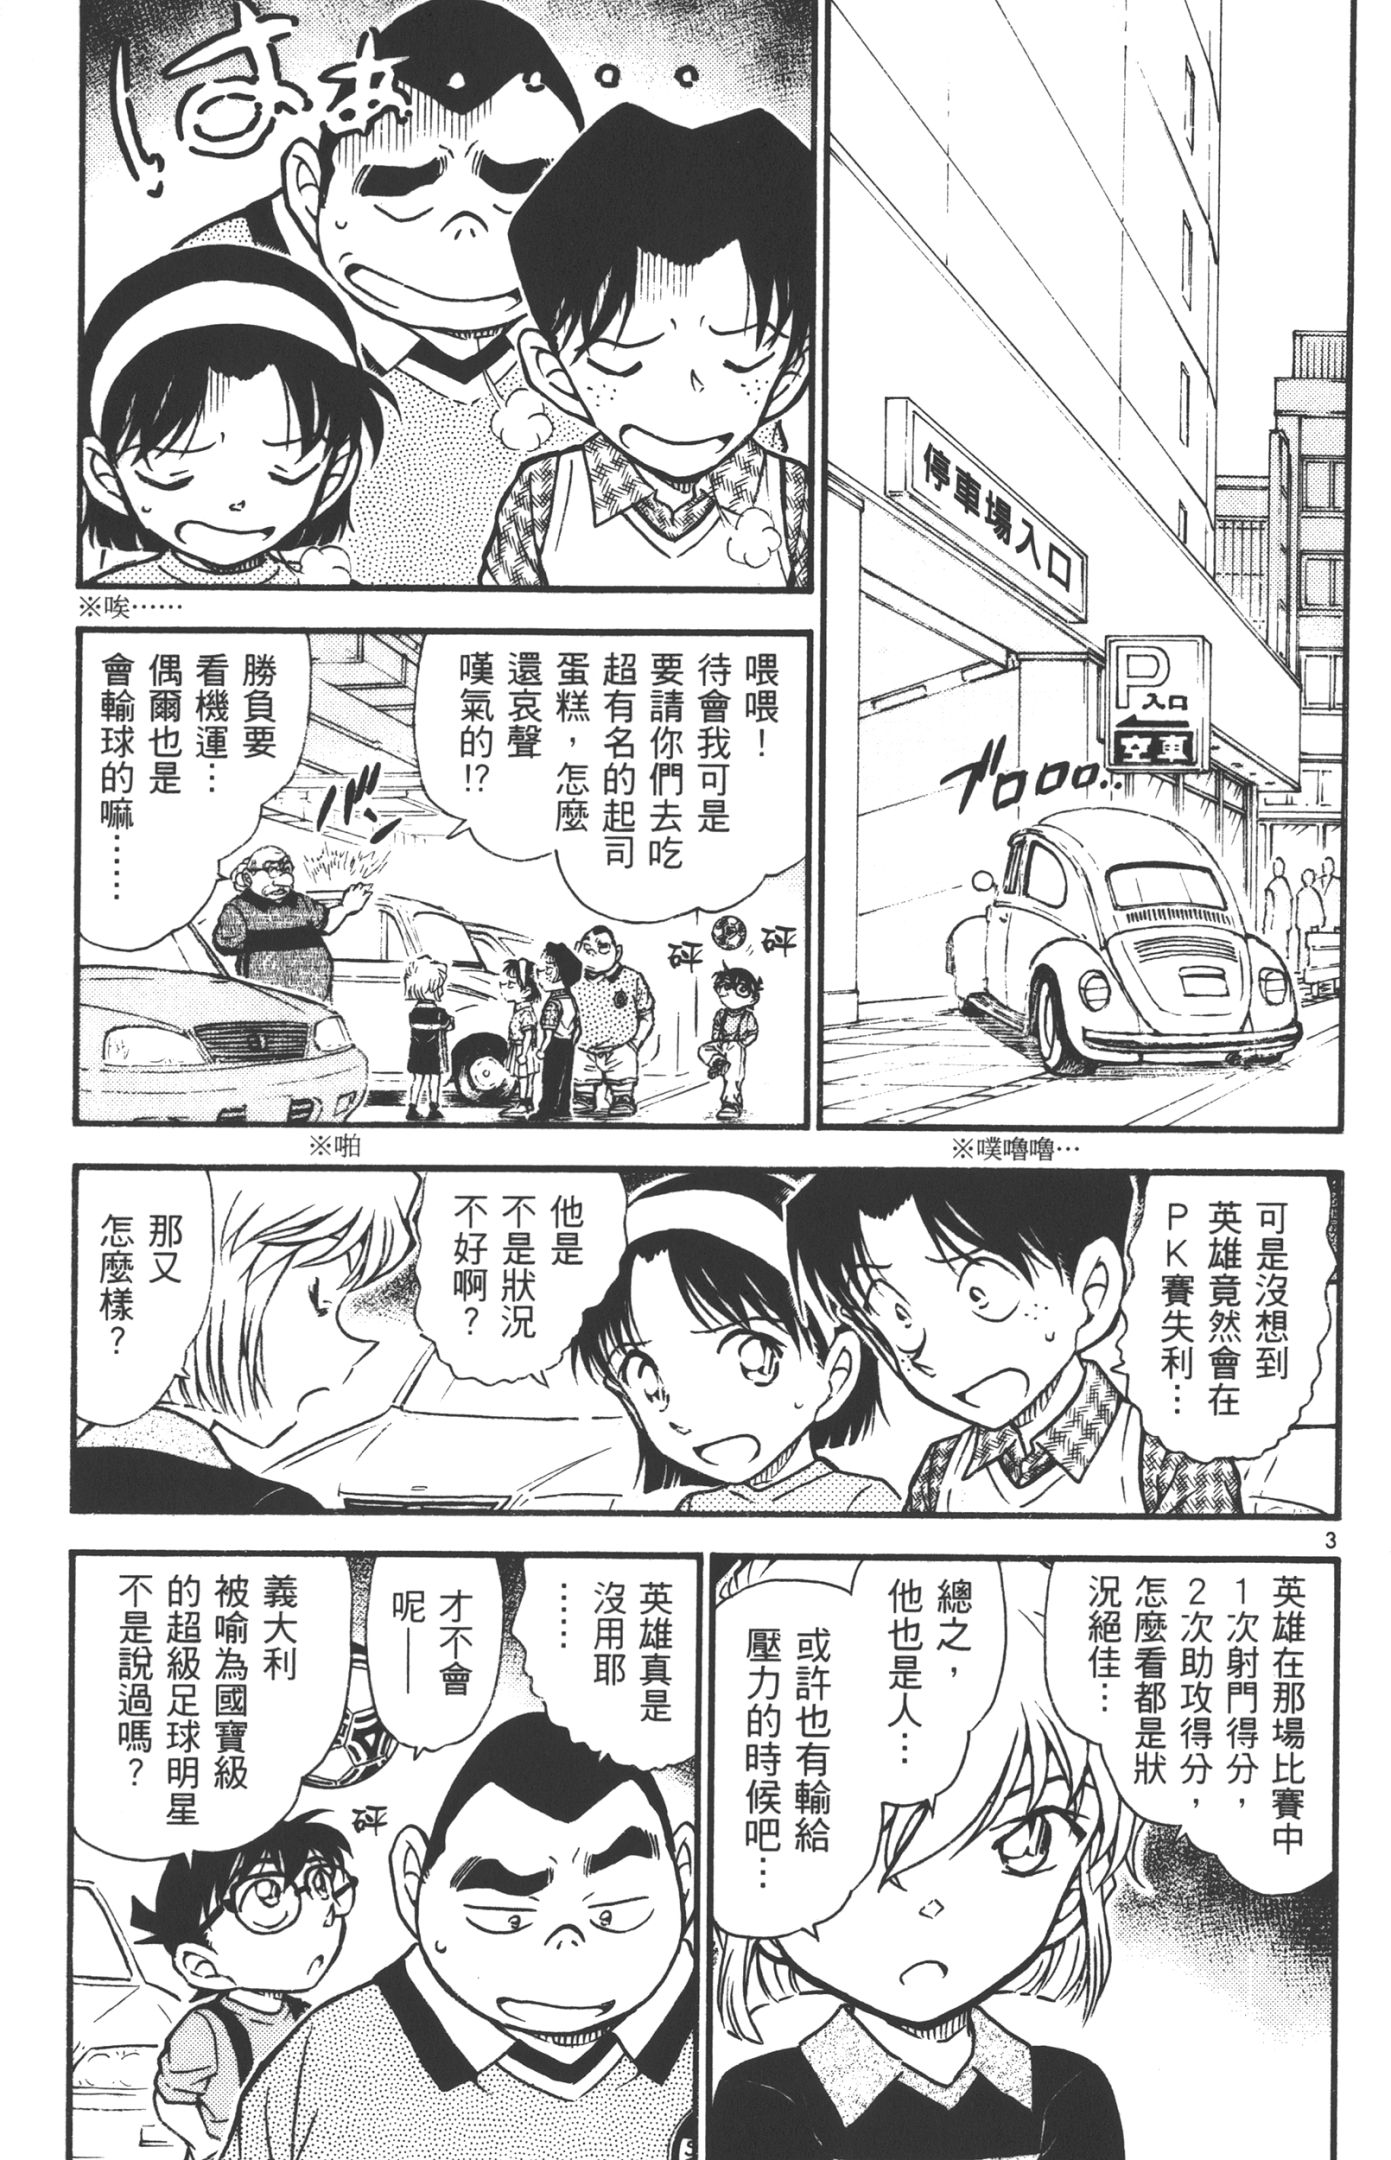 停車場入口
P
入口
空車
ブロロロ..
※噗嚕嚕…
はぁ
※唉……
喂喂！
待會我可是
要請你們去吃
超有名的起司
蛋糕，怎麼
還哀聲
嘆氣的!?
勝負要
看機運…
偶爾也是
會輸球的嘛……
バン
※啪
砰
砰
可是沒想到
英雄竟然會在
PK賽失利…
他是
不是狀況
不好啊？
那又
怎麼樣？
3
英雄在那場比賽中
1次射門得分，
2次助攻得分，
怎麼看都是狀
況絕佳…
總之，
他也是人…
或許也有輸給
壓力的時候吧…
英雄真是
沒用耶
……
才不會
呢——
義大利
被喻為國寶級
的超級足球明星
不是說過嗎？
砰